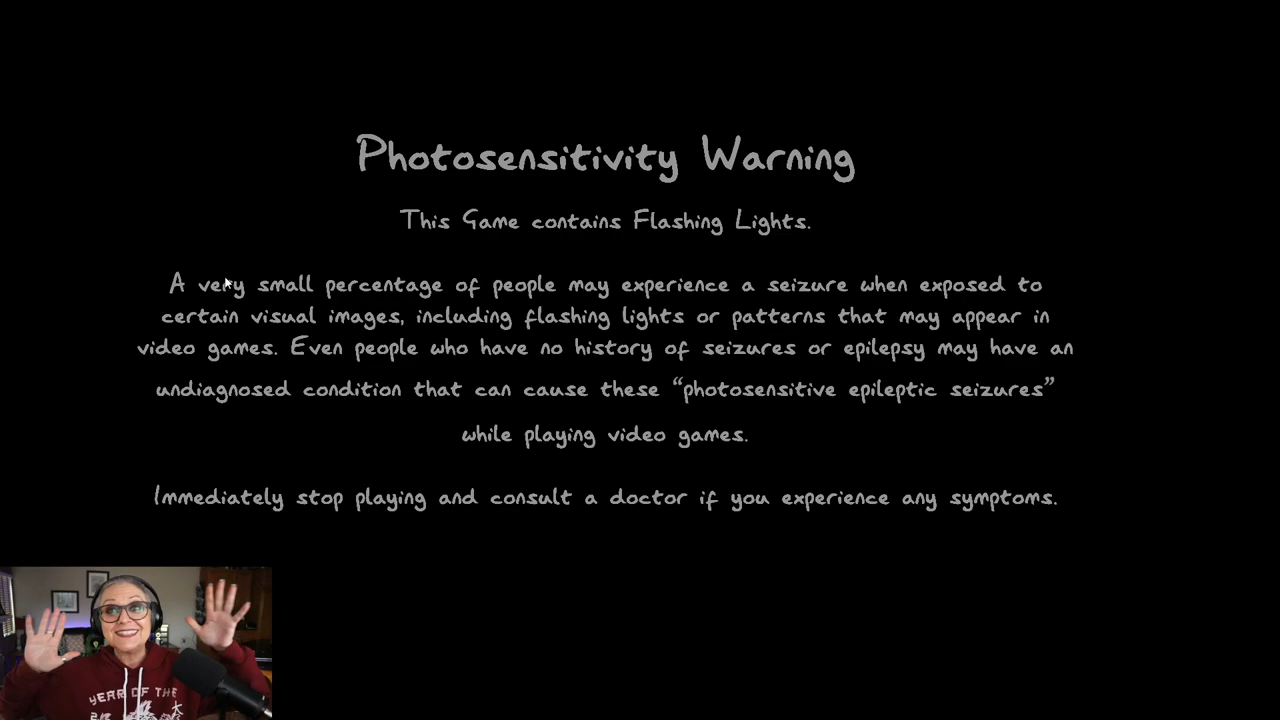 Photosensitivity Warning
This Game contains Flashing Lights.
A very small percentage of people may experience a seizure when exposed to
certain visual images, including flashing lights or patterns that may appear in
video games. Even people who have no history of seizures or epilepsy may have an
undiagnosed condition that can cause these “photosensitive epileptic seizures”
while playing video games.
Immediately stop playing and consult a doctor if you experience any symptoms.
YEAR OF THE